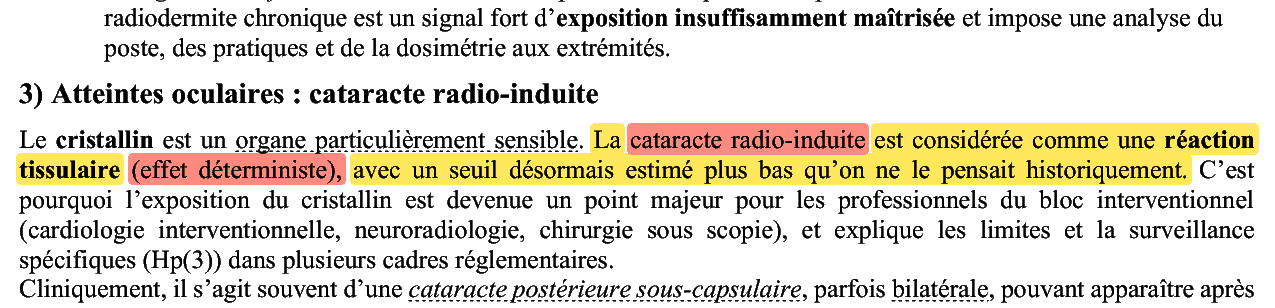 radiodermite chronique est un signal fort d’exposition insuffisamment maîtrisée et impose une analyse du
poste, des pratiques et de la dosimétrie aux extrémités.
3) Atteintes oculaires : cataracte radio-induite
Le cristallin est un organe particulièrement sensible. La cataracte radio-induite est considérée comme une réaction
tissulaire (effet déterministe), avec un seuil désormais estimé plus bas qu’on ne le pensait historiquement. C’est
pourquoi l’exposition du cristallin est devenue un point majeur pour les professionnels du bloc interventionnel
(cardiologie interventionnelle, neuroradiologie, chirurgie sous scopie), et explique les limites et la surveillance
spécifiques (Hp(3)) dans plusieurs cadres réglementaires.
Cliniquement, il s’agit souvent d’une cataracte postérieure sous-capsulaire, parfois bilatérale, pouvant apparaître après